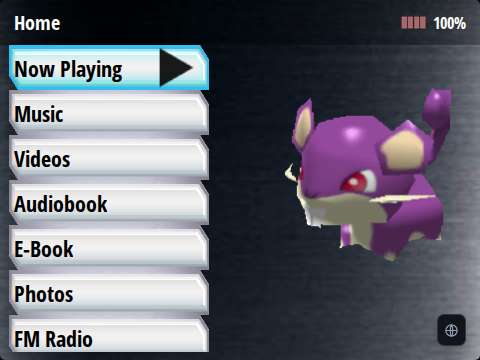 Home
100%
Now Playing
Music
Videos
Audiobook
E-Book
Photos
FM Radio